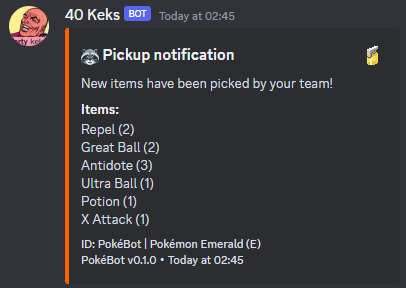 40 Keks BOT Today at 02:45
Pickup notification
New items have been picked by your team!
Items:
Repel (2)
Great Ball (2)
Antidote (3)
Ultra Ball (1)
Potion (1)
X Attack (1)
ID: PokéBot | Pokémon Emerald (E)
PokéBot v0.1.0 • Today at 02:45